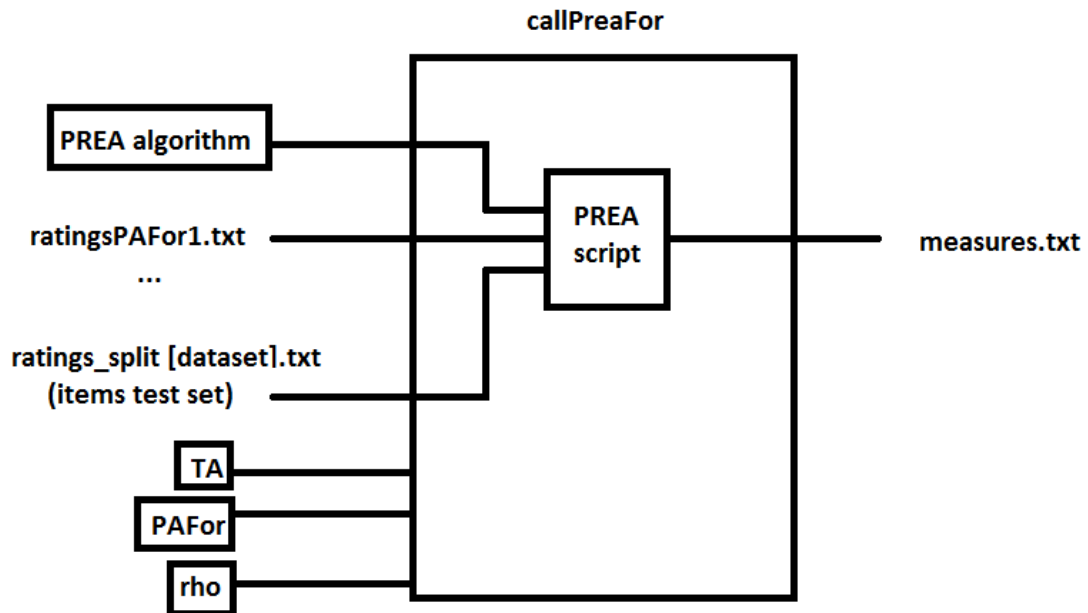 callPreaFor
PREA algorithm
ratingsPAFor1.txt
...
PREA
script
measures.txt
ratings_split [dataset].txt
(items test set)
TA
PAFor
rho